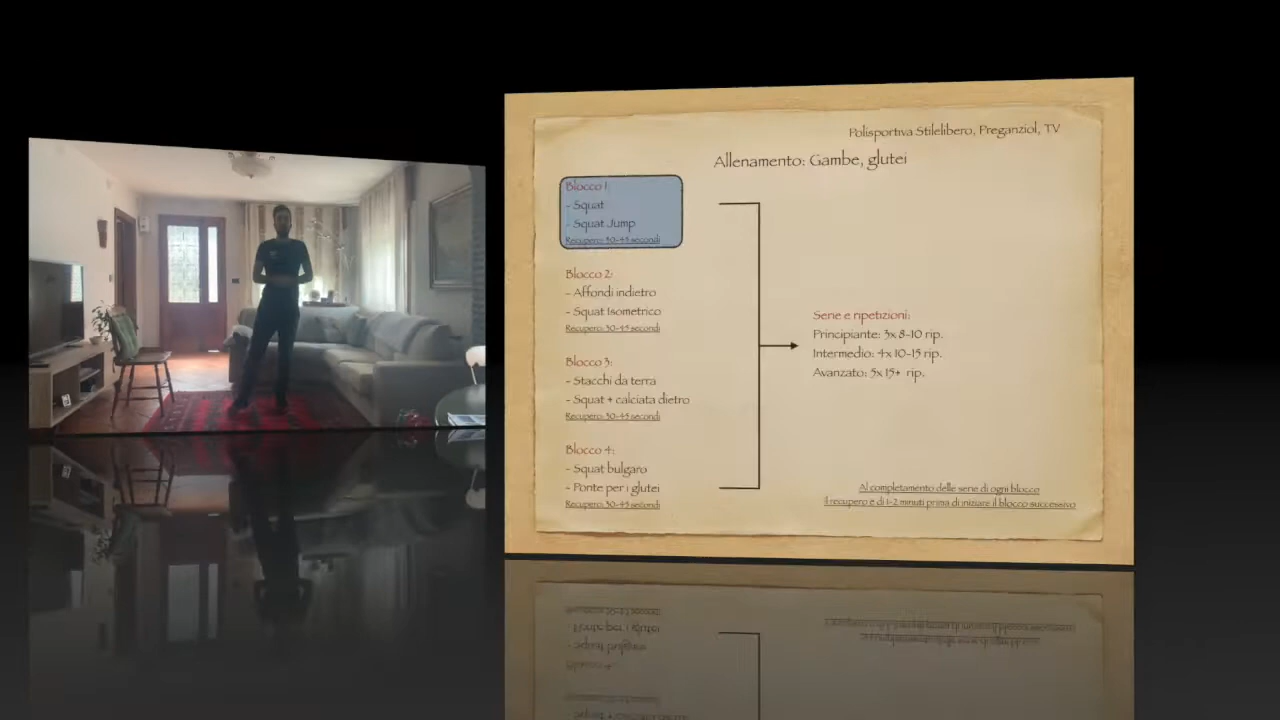 Polisportiva Stilelibero, Preganziol, TV
Allenamento: Gambe, glutei
Blocco 1
- Squat
- Squat Jump
Recupero: 30-45 secondi
Blocco 2:
- Affondi indietro
- Squat Isometrico
Recupero: 30-45 secondi
Blocco 3:
- Stacchi da terra
- Squat + calciata dietro
Recupero: 30-45 secondi
Blocco 4:
- Squat bulgaro
- Ponte per i glutei
Recupero: 30-45 secondi
Serie e ripetizioni:
Principiante: 3x 8-10 rip.
Intermedio: 4x 10-15 rip.
Avanzato: 5x 15+ rip.
Al completamento delle serie di ogni blocco
il recupero è di 1-2 minuti prima di iniziare il blocco successivo